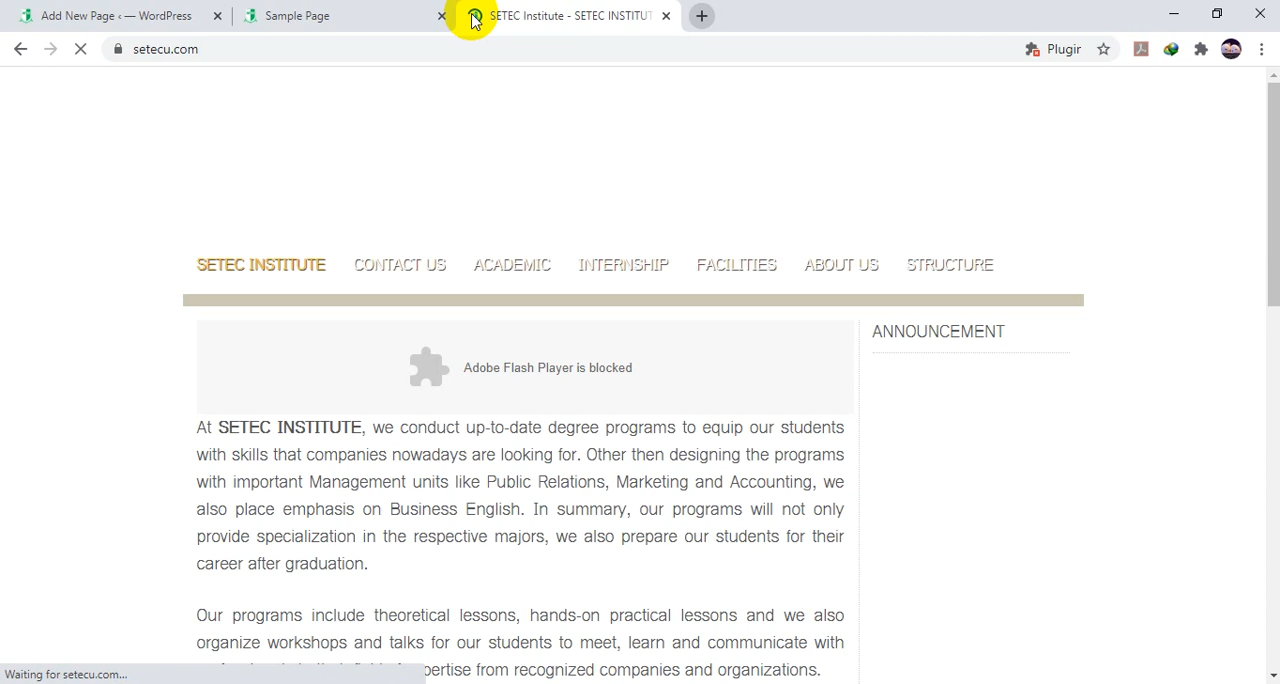 Add New Page ‹ — WordPress
Sample Page
SETEC Institute - SETEC INSTITUT
setecu.com
Plugir
SETEC INSTITUTE
CONTACT US
ACADEMIC
INTERNSHIP
FACILITIES
ABOUT US
STRUCTURE
Adobe Flash Player is blocked
ANNOUNCEMENT
At SETEC INSTITUTE, we conduct up-to-date degree programs to equip our students
with skills that companies nowadays are looking for. Other then designing the programs
with important Management units like Public Relations, Marketing and Accounting, we
also place emphasis on Business English. In summary, our programs will not only
provide specialization in the respective majors, we also prepare our students for their
career after graduation.
Our programs include theoretical lessons, hands-on practical lessons and we also
organize workshops and talks for our students to meet, learn and communicate with
expertise from recognized companies and organizations.
Waiting for setecu.com...